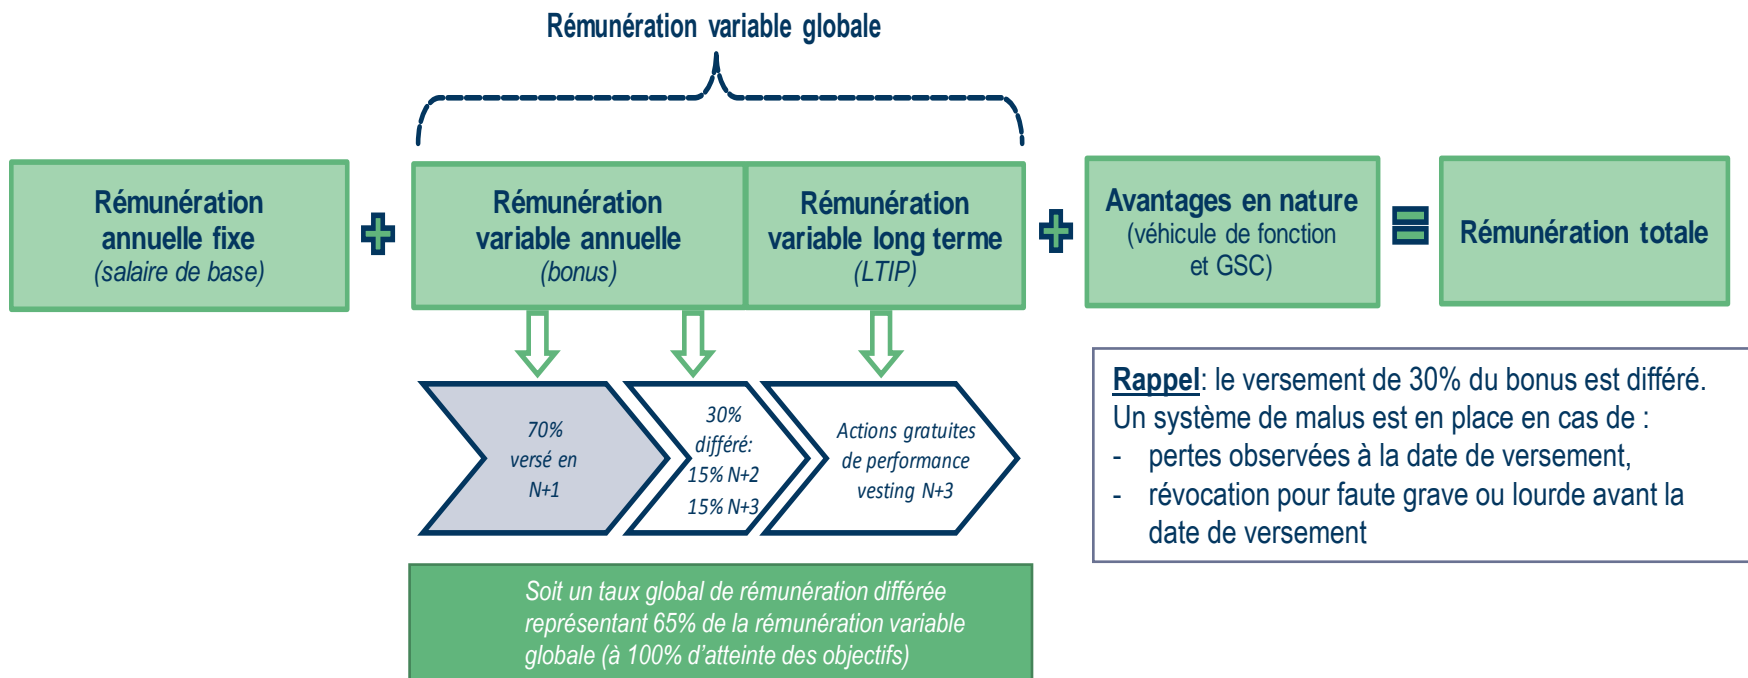 Rémunération variable globale
Rémunération
annuelle fixe
(salaire de base)
Rémunération
variable annuelle
(bonus)
Rémunération
variable long terme
(LTIP)
Avantages en nature
(véhicule de fonction
et GSC)
Rémunération totale
70%
versé en
N+1
30%
différé:
15% N+2
15% N+3
Actions gratuites
de performance
vesting N+3
Rappel: le versement de 30% du bonus est différé.
Un système de malus est en place en cas de :
- pertes observées à la date de versement,
- révocation pour faute grave ou lourde avant la
date de versement
Soit un taux global de rémunération différée
représentant 65% de la rémunération variable
globale (à 100% d’atteinte des objectifs)